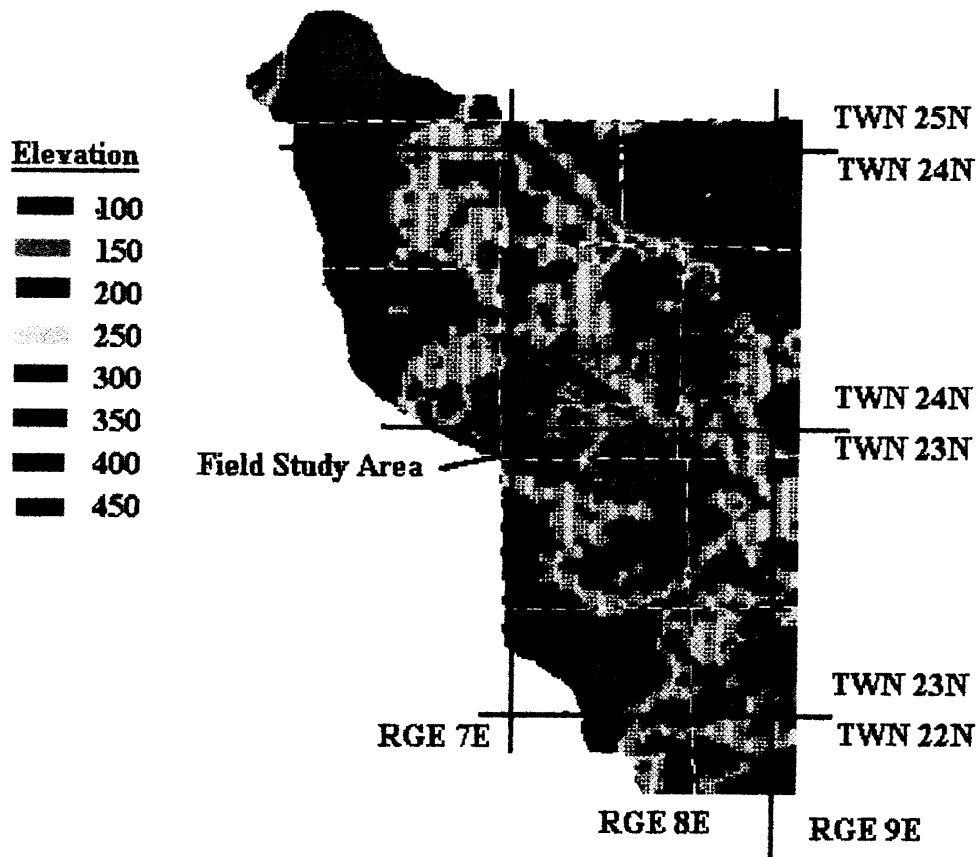 Elevation
100
150
200
250
300
350
400
450
TWN 25N
TWN 24N
TWN 24N
TWN 23N
Field Study Area
TWN 23N
TWN 22N
RGE 7E
RGE 8E
RGE 9E